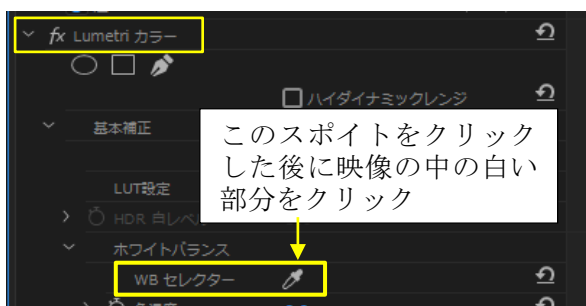 fx Lumetri カラー
ハイダイナミックレンジ
基本補正
このスポイトをクリック
した後に映像の中の白い
部分をクリック
LUT設定
HDR 白レベ
ホワイトバランス
WB セレクター